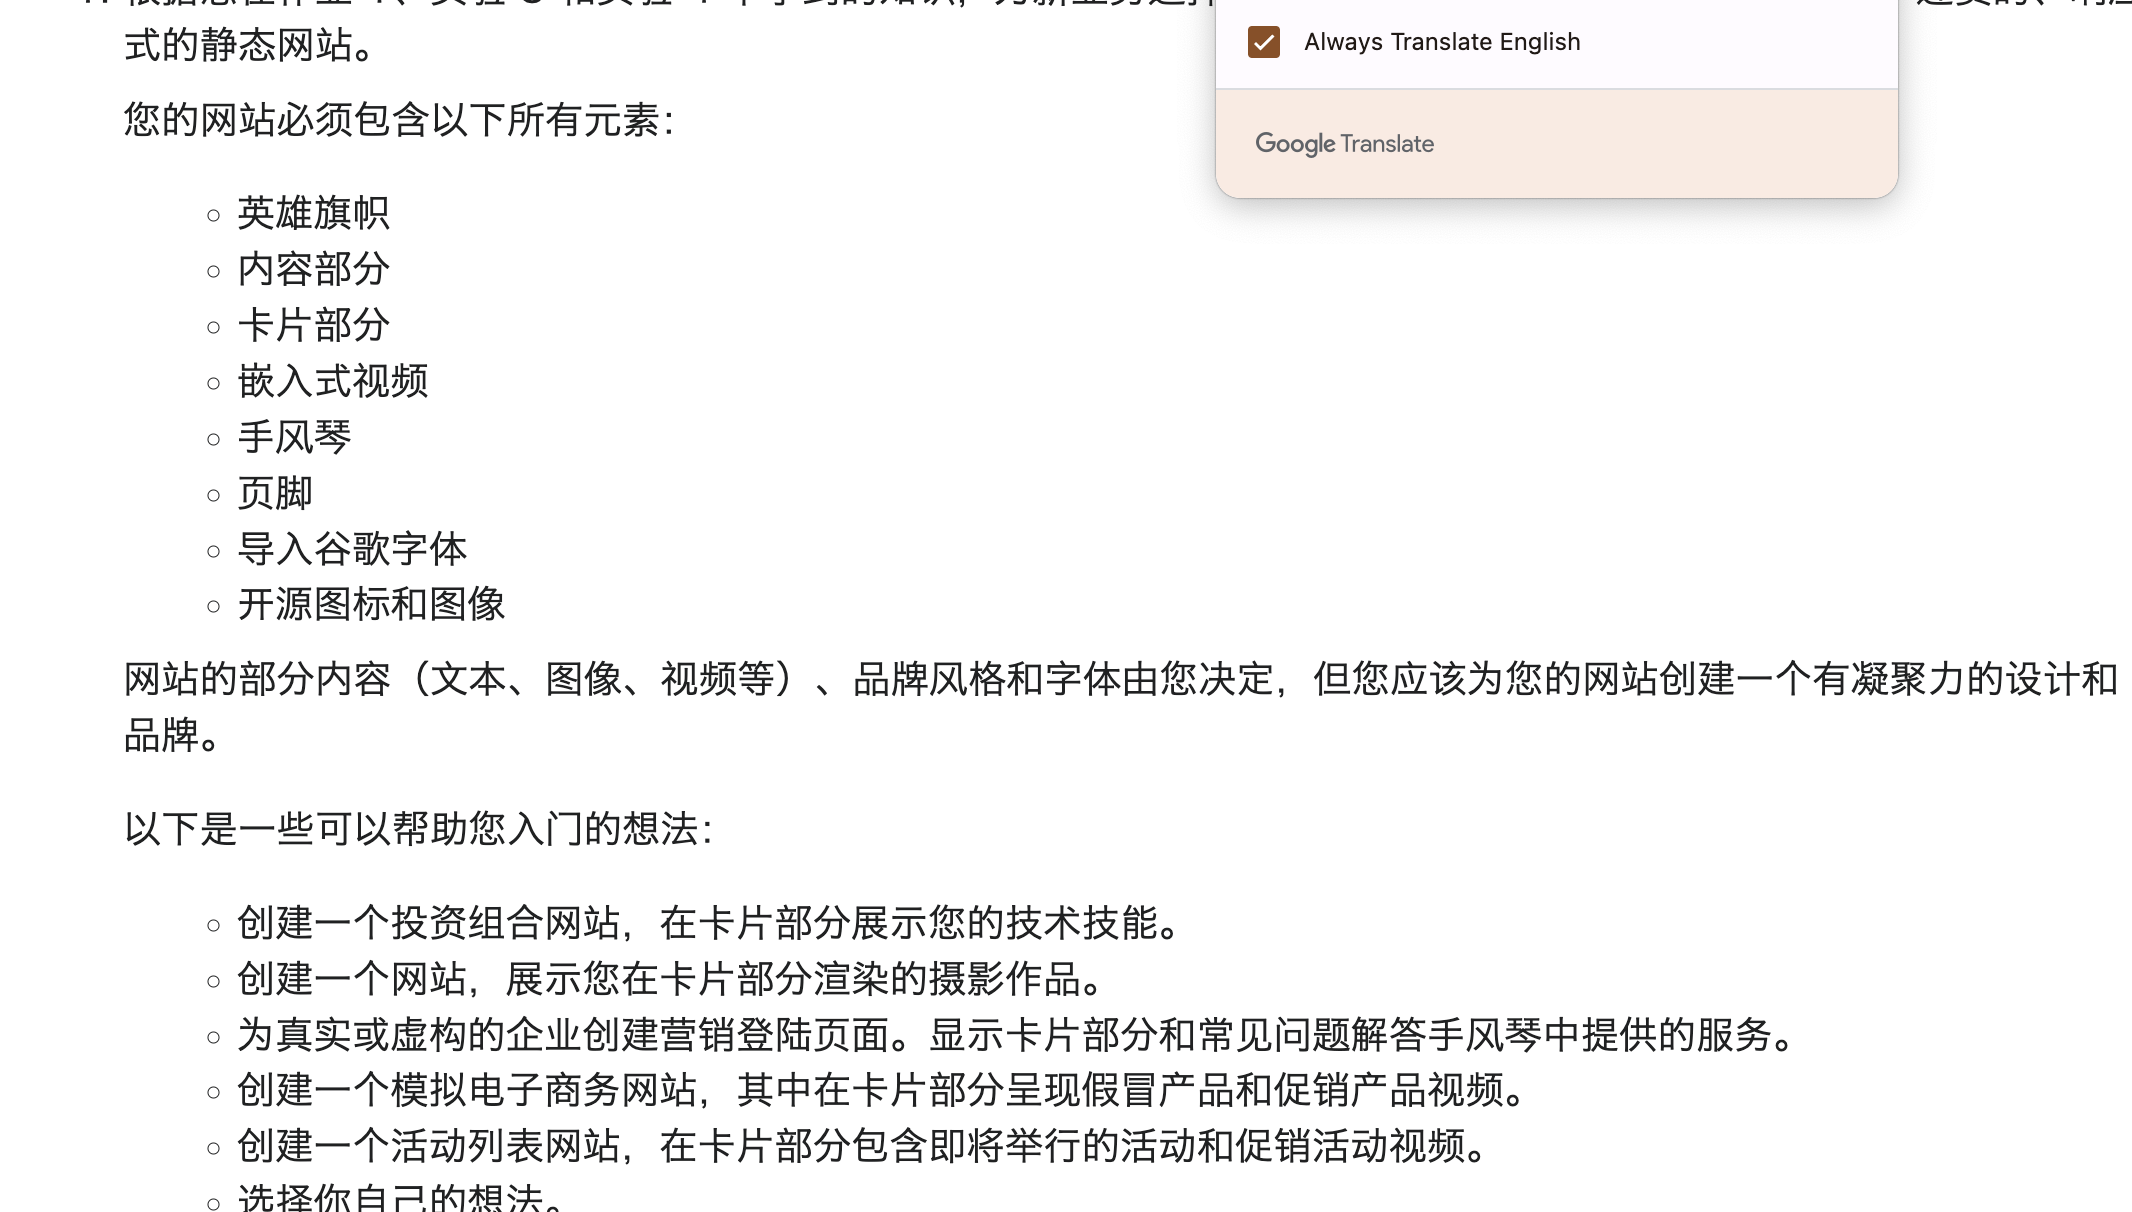 式的静态网站。
Always Translate English
您的网站必须包含以下所有元素：
Google Translate
英雄旗帜
内容部分
卡片部分
嵌入式视频
手风琴
页脚
导入谷歌字体
开源图标和图像
网站的部分内容（文本、图像、视频等）、品牌风格和字体由您决定，但您应该为您的网站创建一个有凝聚力的设计和
品牌。
以下是一些可以帮助您入门的想法：
创建一个投资组合网站，在卡片部分展示您的技术技能。
创建一个网站，展示您在卡片部分渲染的摄影作品。
为真实或虚构的企业创建营销登陆页面。显示卡片部分和常见问题解答手风琴中提供的服务。
创建一个模拟电子商务网站，其中在卡片部分呈现假冒产品和促销产品视频。
创建一个活动列表网站，在卡片部分包含即将举行的活动和促销活动视频。
选择你自己的想法。